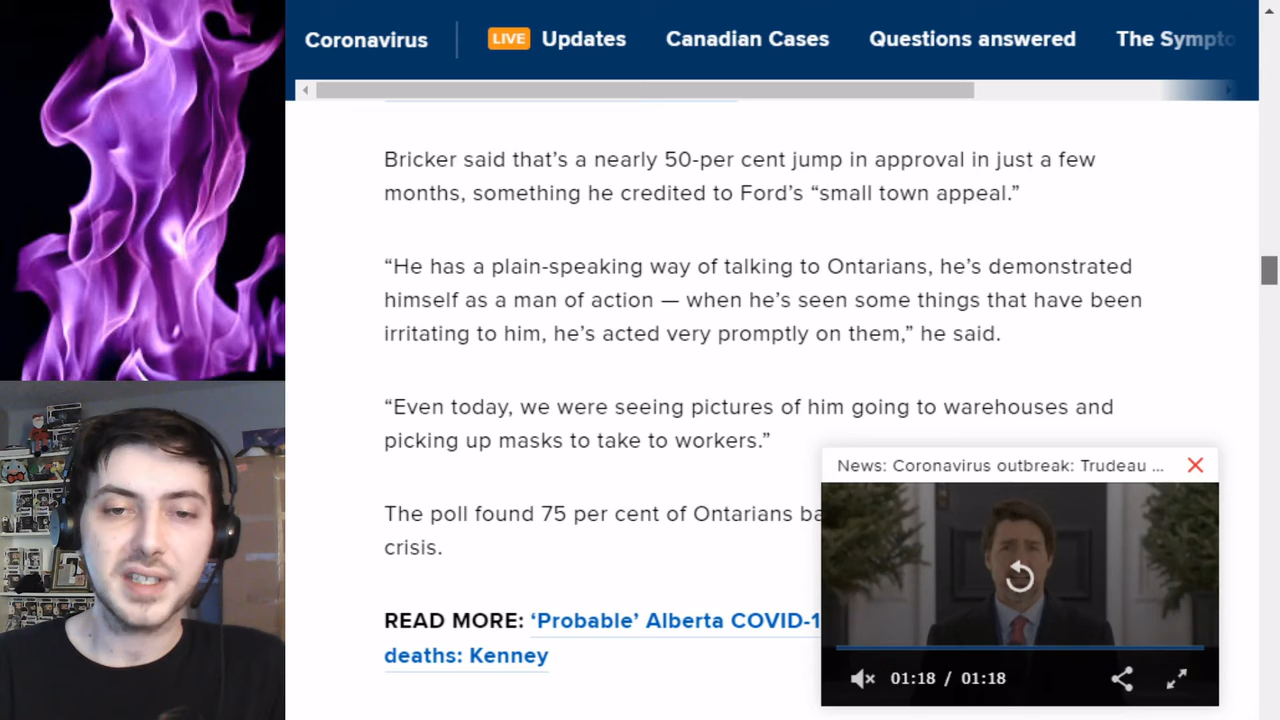 Coronavirus
LIVE Updates
Canadian Cases
Questions answered
The Sympto
Bricker said that’s a nearly 50-per cent jump in approval in just a few
months, something he credited to Ford’s “small town appeal.”
“He has a plain-speaking way of talking to Ontarians, he’s demonstrated
himself as a man of action — when he’s seen some things that have been
irritating to him, he’s acted very promptly on them,” he said.
“Even today, we were seeing pictures of him going to warehouses and
picking up masks to take to workers.”
The poll found 75 per cent of Ontarians ba
crisis.
READ MORE: ‘Probable’ Alberta COVID-1
deaths: Kenney
News: Coronavirus outbreak: Trudeau ...
01:18 / 01:18